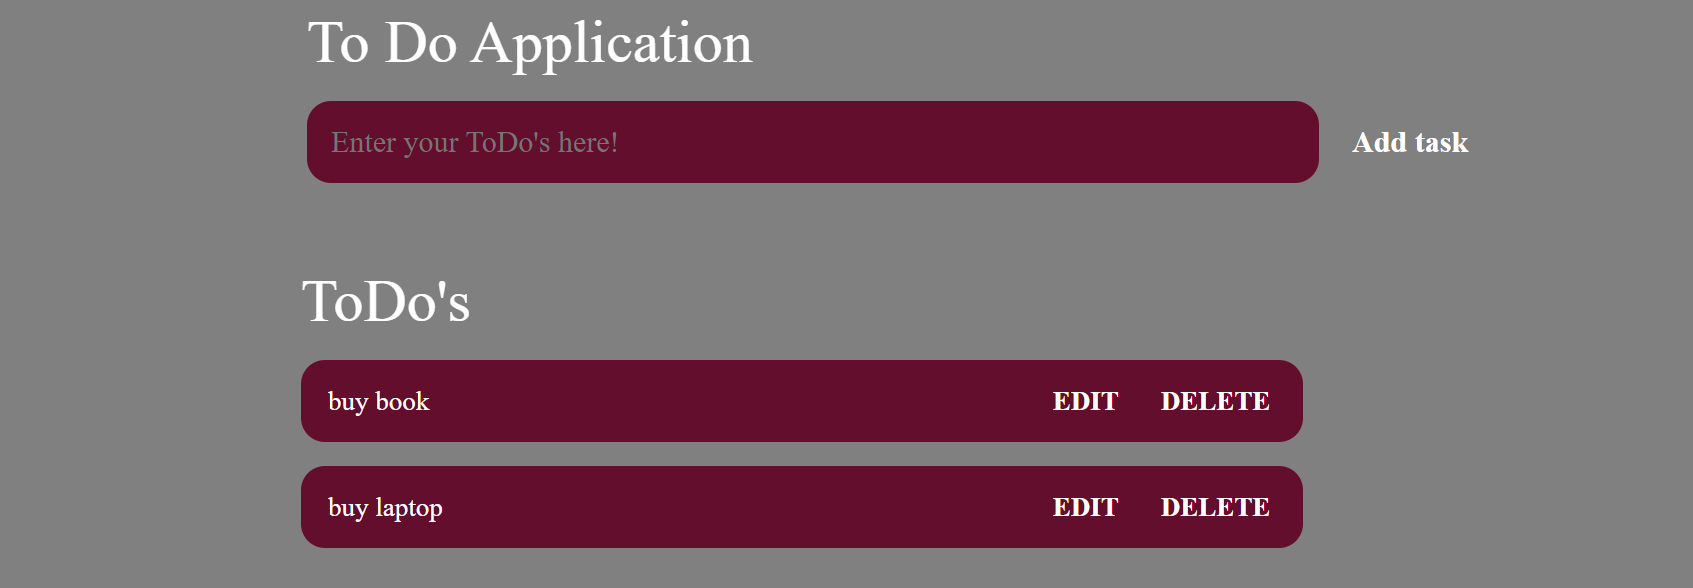 To Do Application
Enter your ToDo's here! Add task
ToDo's
buy book EDIT DELETE
buy laptop EDIT DELETE